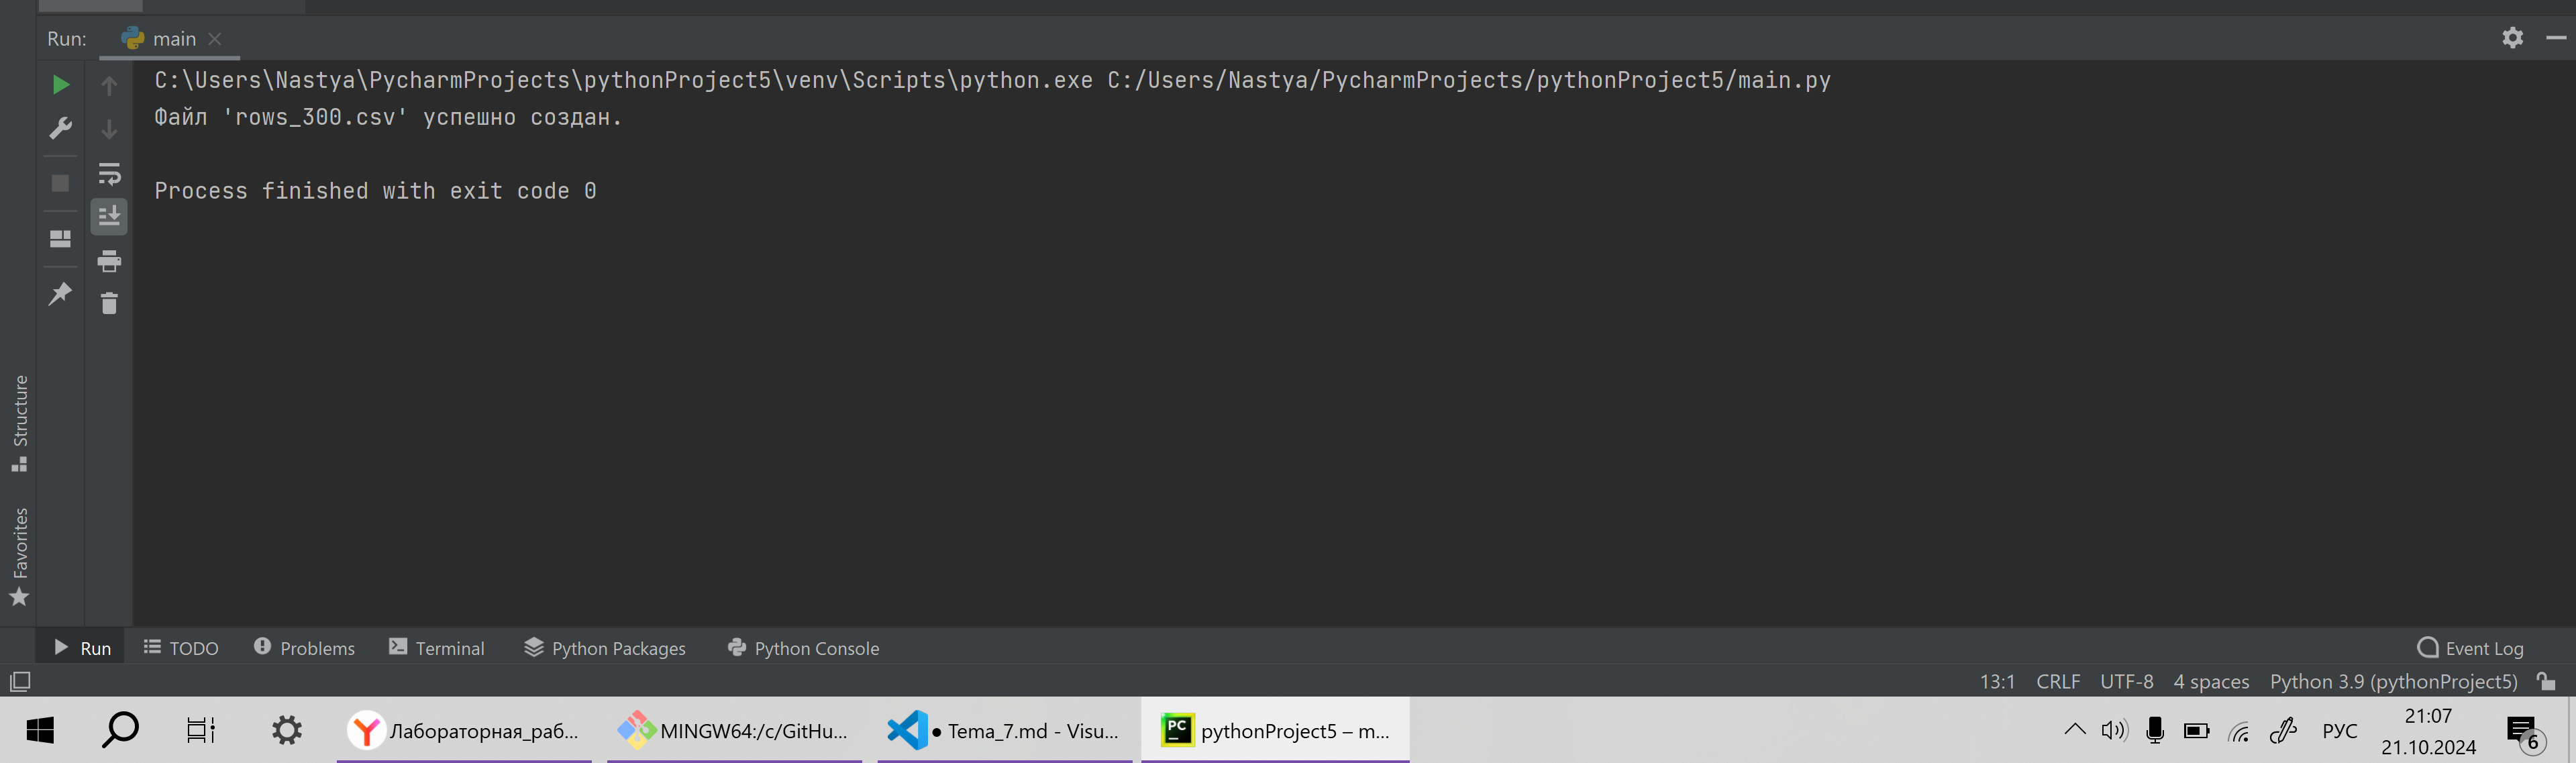 Run: main
C:\Users\Nastya\PycharmProjects\pythonProject5\venv\Scripts\python.exe C:/Users/Nastya/PycharmProjects/pythonProject5/main.py
Файл 'rows_300.csv' успешно создан.
Process finished with exit code 0
Structure
Favorites
Run TODO Problems Terminal Python Packages Python Console Event Log
13:1 CRLF UTF-8 4 spaces Python 3.9 (pythonProject5)
Лабораторная_раб... MINGW64:/c/GitHu... ● Tema_7.md - Visu... PC pythonProject5 – m... РУС 21:07
21.10.2024 6